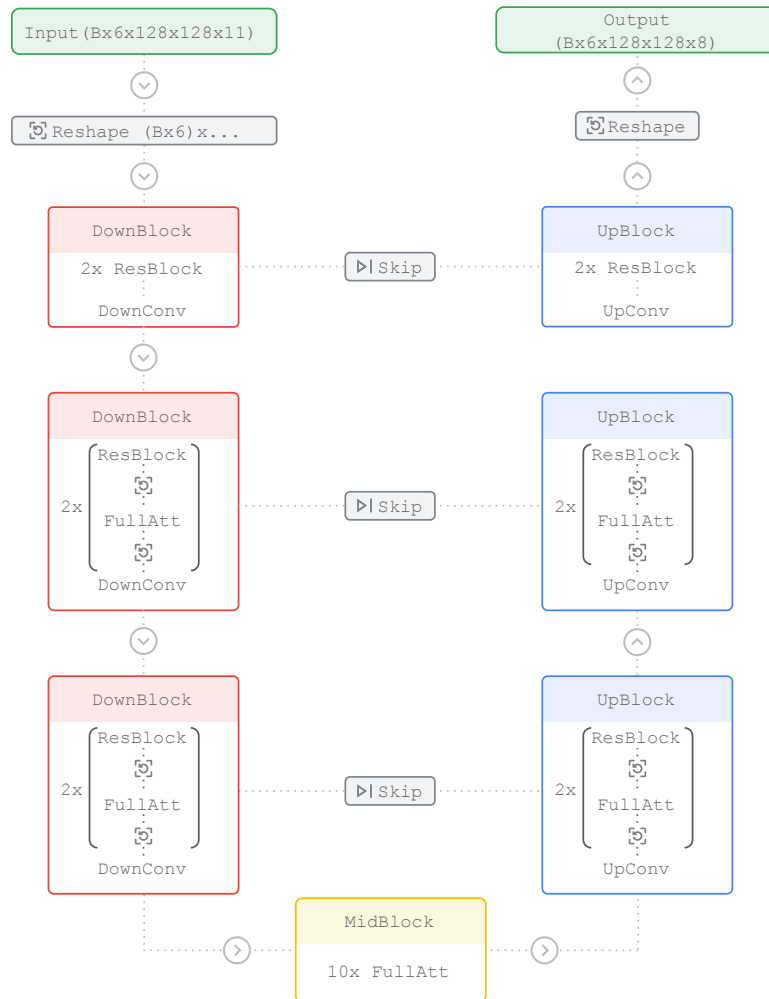 Input(Bx6x128x128x11)
Reshape (Bx6)x...
DownBlock
2x ResBlock
DownConv
DownBlock
ResBlock
2x
FullAtt
DownConv
DownBlock
ResBlock
2x
FullAtt
DownConv
MidBlock
10x FullAtt
Skip
Skip
Skip
Output
(Bx6x128x128x8)
Reshape
UpBlock
2x ResBlock
UpConv
UpBlock
ResBlock
2x
FullAtt
UpConv
UpBlock
ResBlock
2x
FullAtt
UpConv